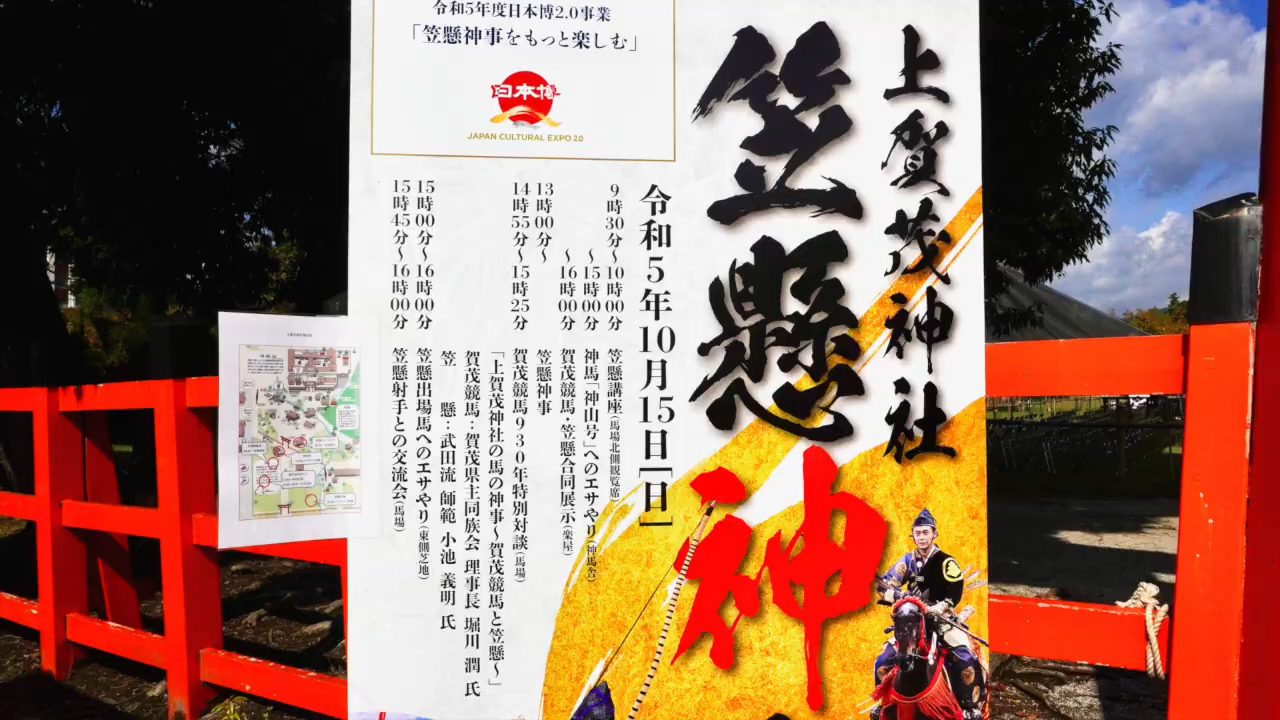 令和5年度日本博2.0事業
「笠懸神事をもっと楽しむ」
日本博
JAPAN CULTURAL EXPO 2.0
上賀茂神社
笠懸神
令和5年10月15日[日]
9時30分～10時00分 笠懸講座(馬場北側観覧席)
～15時00分 神馬「神山号」へのエサやり(神馬舎)
～16時00分 賀茂競馬・笠懸合同展示(楽屋)
13時00分～ 笠懸神事
14時55分～15時25分 賀茂競馬930年特別対談(馬場)
「上賀茂神社の馬の神事～賀茂競馬と笠懸～」
賀茂競馬：賀茂県主同族会 理事長 堀川 潤 氏
笠 懸：武田流 師範 小池 義明 氏
15時00分～16時00分 笠懸出場馬へのエサやり(東側芝地)
15時45分～16時00分 笠懸射手との交流会(馬場)